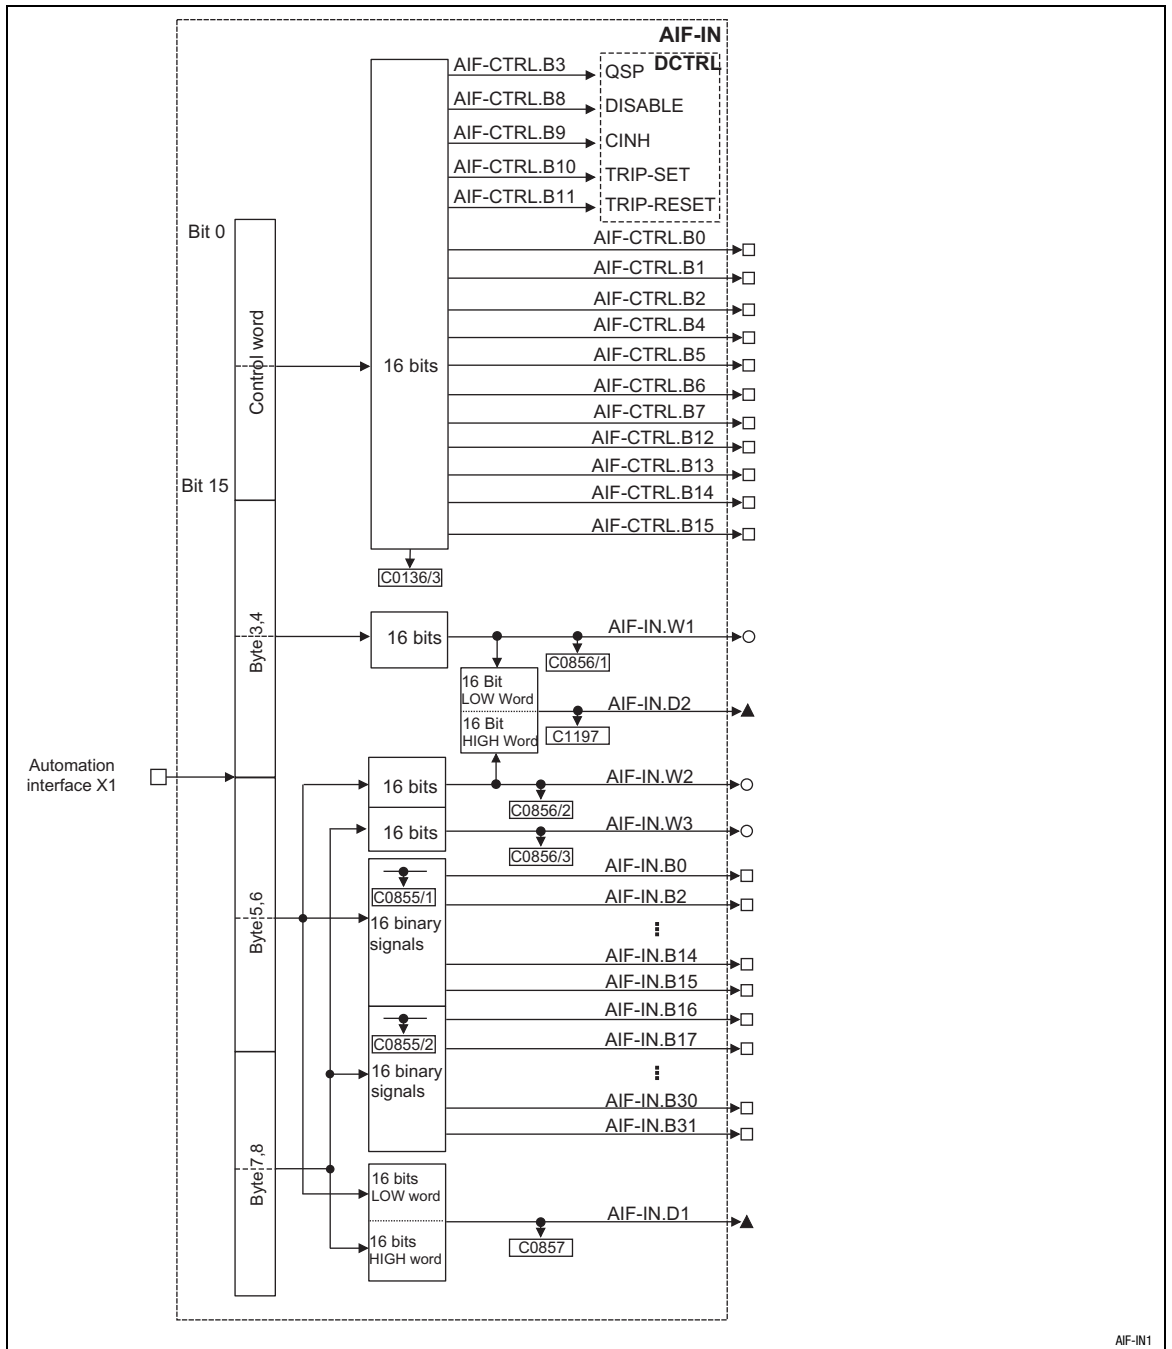 AIF-IN
DCTRL
AIF-CTRL.B3
QSP
AIF-CTRL.B8
DISABLE
AIF-CTRL.B9
CINH
AIF-CTRL.B10
TRIP-SET
AIF-CTRL.B11
TRIP-RESET
Bit 0
AIF-CTRL.B0
AIF-CTRL.B1
AIF-CTRL.B2
AIF-CTRL.B4
Control word
16 bits
AIF-CTRL.B5
AIF-CTRL.B6
AIF-CTRL.B7
AIF-CTRL.B12
AIF-CTRL.B13
Bit 15
AIF-CTRL.B14
AIF-CTRL.B15
C0136/3
Byte 3,4
16 bits
AIF-IN.W1
C0856/1
16 Bit
LOW Word
16 Bit
HIGH Word
AIF-IN.D2
C1197
Automation
interface X1
16 bits
AIF-IN.W2
C0856/2
16 bits
AIF-IN.W3
C0856/3
Byte 5,6
C0855/1
16 binary
signals
AIF-IN.B0
AIF-IN.B2
AIF-IN.B14
AIF-IN.B15
C0855/2
16 binary
signals
AIF-IN.B16
AIF-IN.B17
AIF-IN.B30
AIF-IN.B31
Byte 7,8
16 bits
LOW word
16 bits
HIGH word
AIF-IN.D1
C0857
AIF-IN1